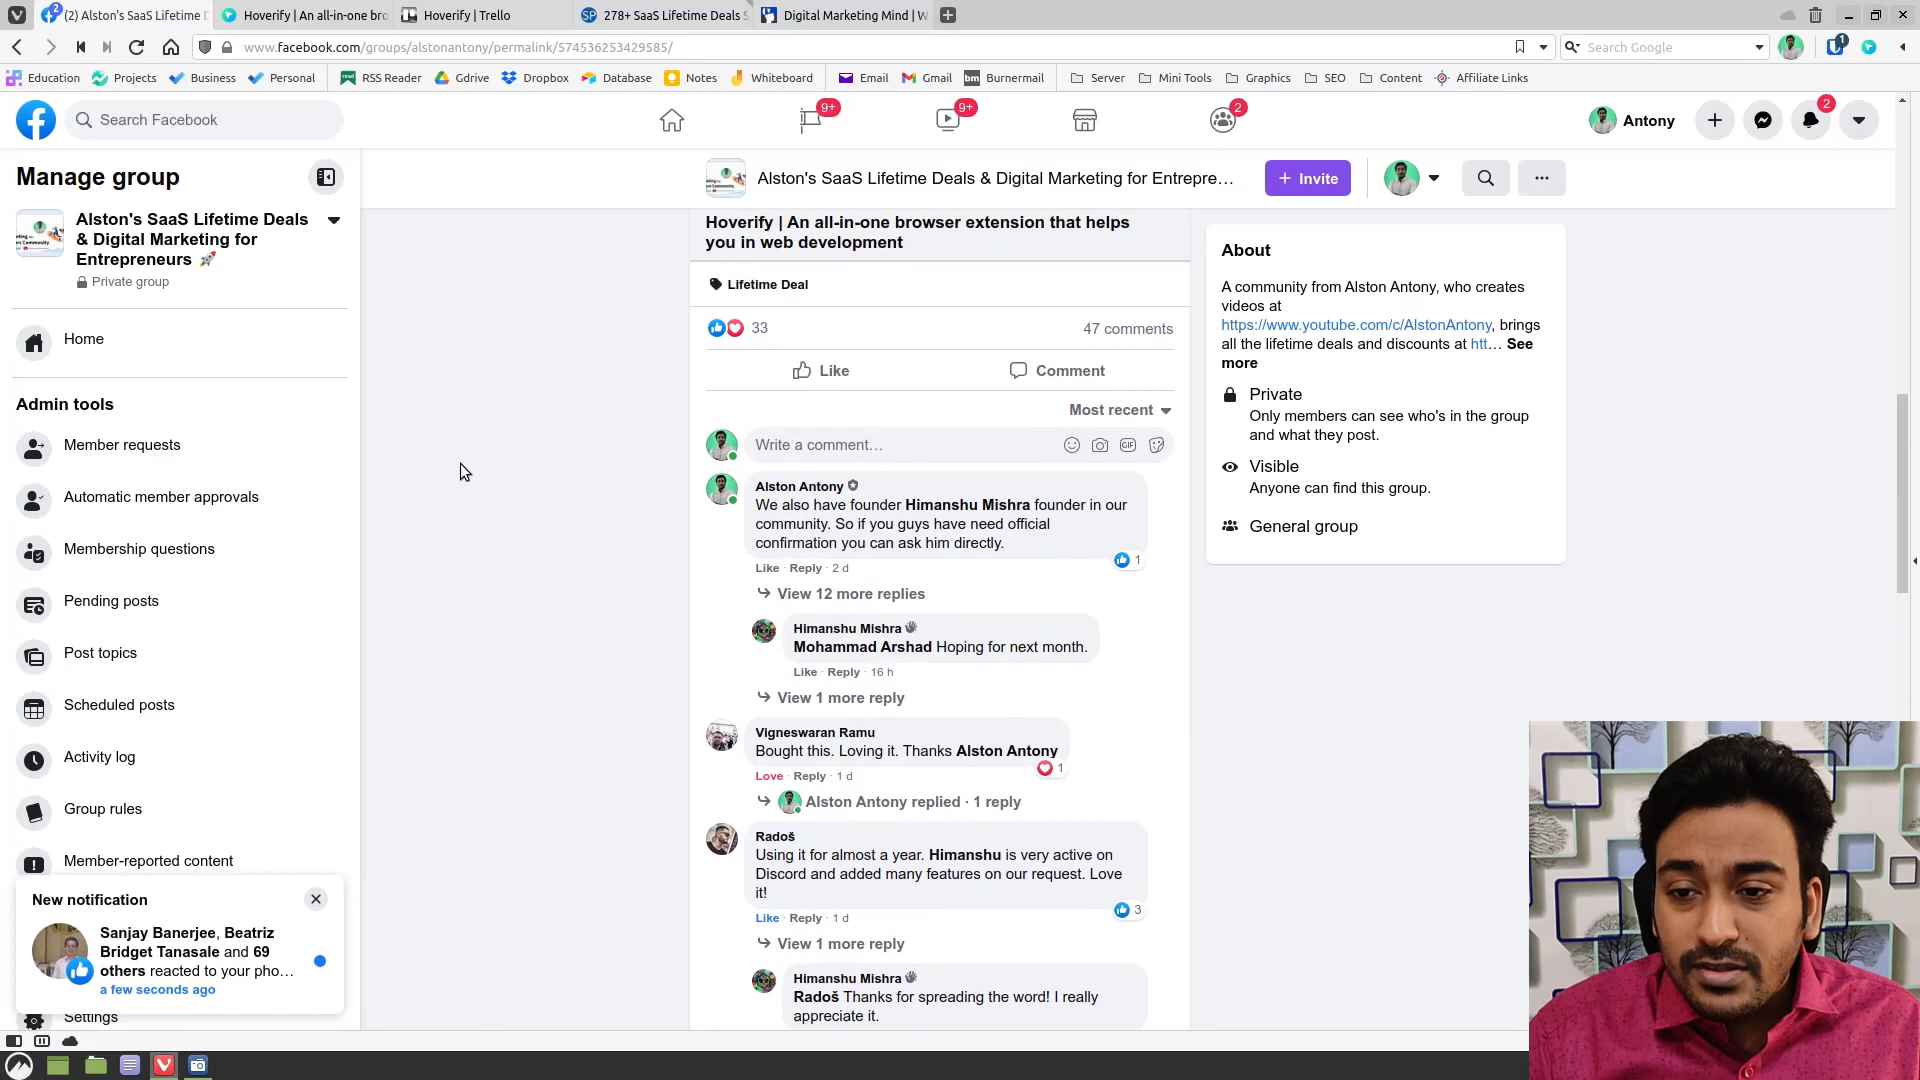 (2) Alston's SaaS Lifetime D
Hoverify | An all-in-one bro
Hoverify | Trello
278+ SaaS Lifetime Deals S
Digital Marketing Mind | W
www.facebook.com/groups/alstonantony/permalink/574536253429585/
Search Google
1
Education
Projects
Business
Personal
RSS Reader
Gdrive
Dropbox
Database
Notes
Whiteboard
Email
Gmail
Burnermail
Server
Mini Tools
Graphics
SEO
Content
Affiliate Links
Search Facebook
9+
9+
2
Antony
2
Manage group
Alston's SaaS Lifetime Deals
& Digital Marketing for
Entrepreneurs 🚀
Private group
Home
Admin tools
Member requests
Automatic member approvals
Membership questions
Pending posts
Post topics
Scheduled posts
Activity log
Group rules
Member-reported content
New notification
Sanjay Banerjee, Beatriz
Bridget Tanasale and 69
others reacted to your pho...
a few seconds ago
Settings
Alston's SaaS Lifetime Deals & Digital Marketing for Entrepre...
+ Invite
Hoverify | An all-in-one browser extension that helps
you in web development
Lifetime Deal
33
47 comments
Like
Comment
Most recent
Write a comment…
GIF
Alston Antony
We also have founder Himanshu Mishra founder in our
community. So if you guys have need official
confirmation you can ask him directly.
1
Like · Reply · 2 d
View 12 more replies
Himanshu Mishra
Mohammad Arshad Hoping for next month.
Like · Reply · 16 h
View 1 more reply
Vigneswaran Ramu
Bought this. Loving it. Thanks Alston Antony
1
Love · Reply · 1 d
Alston Antony replied · 1 reply
Radoš
Using it for almost a year. Himanshu is very active on
Discord and added many features on our request. Love
it!
3
Like · Reply · 1 d
View 1 more reply
Himanshu Mishra
Radoš Thanks for spreading the word! I really
appreciate it.
About
A community from Alston Antony, who creates
videos at
https://www.youtube.com/c/AlstonAntony, brings
all the lifetime deals and discounts at htt... See
more
Private
Only members can see who's in the group
and what they post.
Visible
Anyone can find this group.
General group